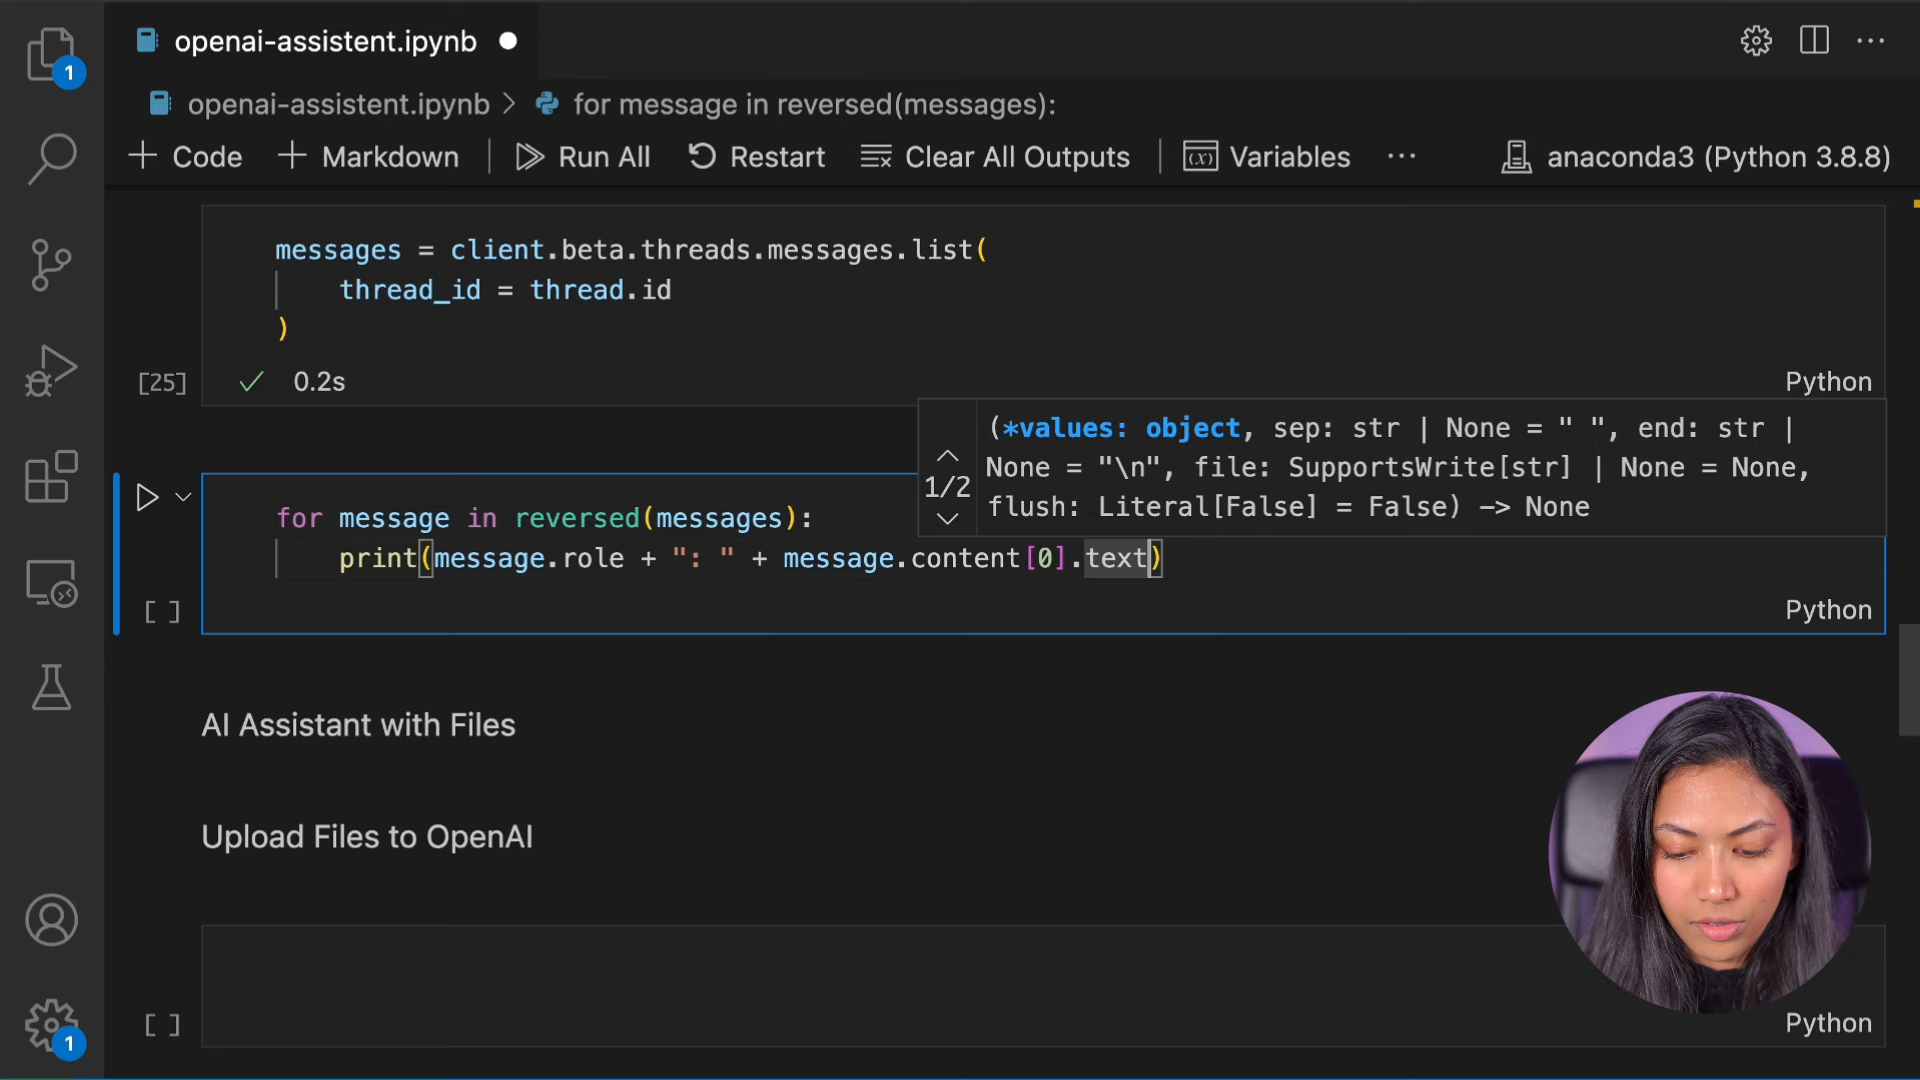 openai-assistent.ipynb
1
openai-assistent.ipynb > for message in reversed(messages):
+ Code + Markdown | Run All Restart Clear All Outputs | (x) Variables ... anaconda3 (Python 3.8.8)
messages = client.beta.threads.messages.list(
thread_id = thread.id
)
[25] ✓ 0.2s Python
(*values: object, sep: str | None = " ", end: str |
None = "\n", file: SupportsWrite[str] | None = None,
1/2
flush: Literal[False] = False) -> None
for message in reversed(messages):
print(message.role + ": " + message.content[0].text)
[ ] Python
AI Assistant with Files
Upload Files to OpenAI
[ ] Python
1